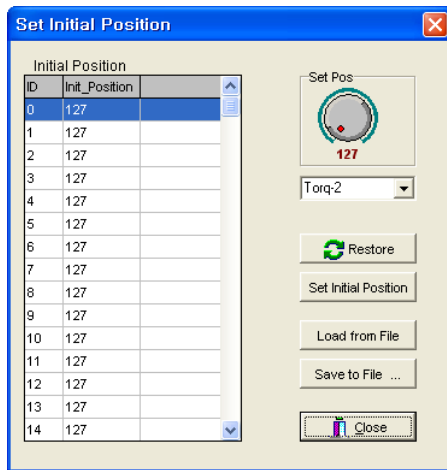 Set Initial Position
Initial Position
ID Init_Position
0 127
1 127
2 127
3 127
4 127
5 127
6 127
7 127
8 127
9 127
10 127
11 127
12 127
13 127
14 127
Set Pos
127
Torq-2
Restore
Set Initial Position
Load from File
Save to File ...
Close